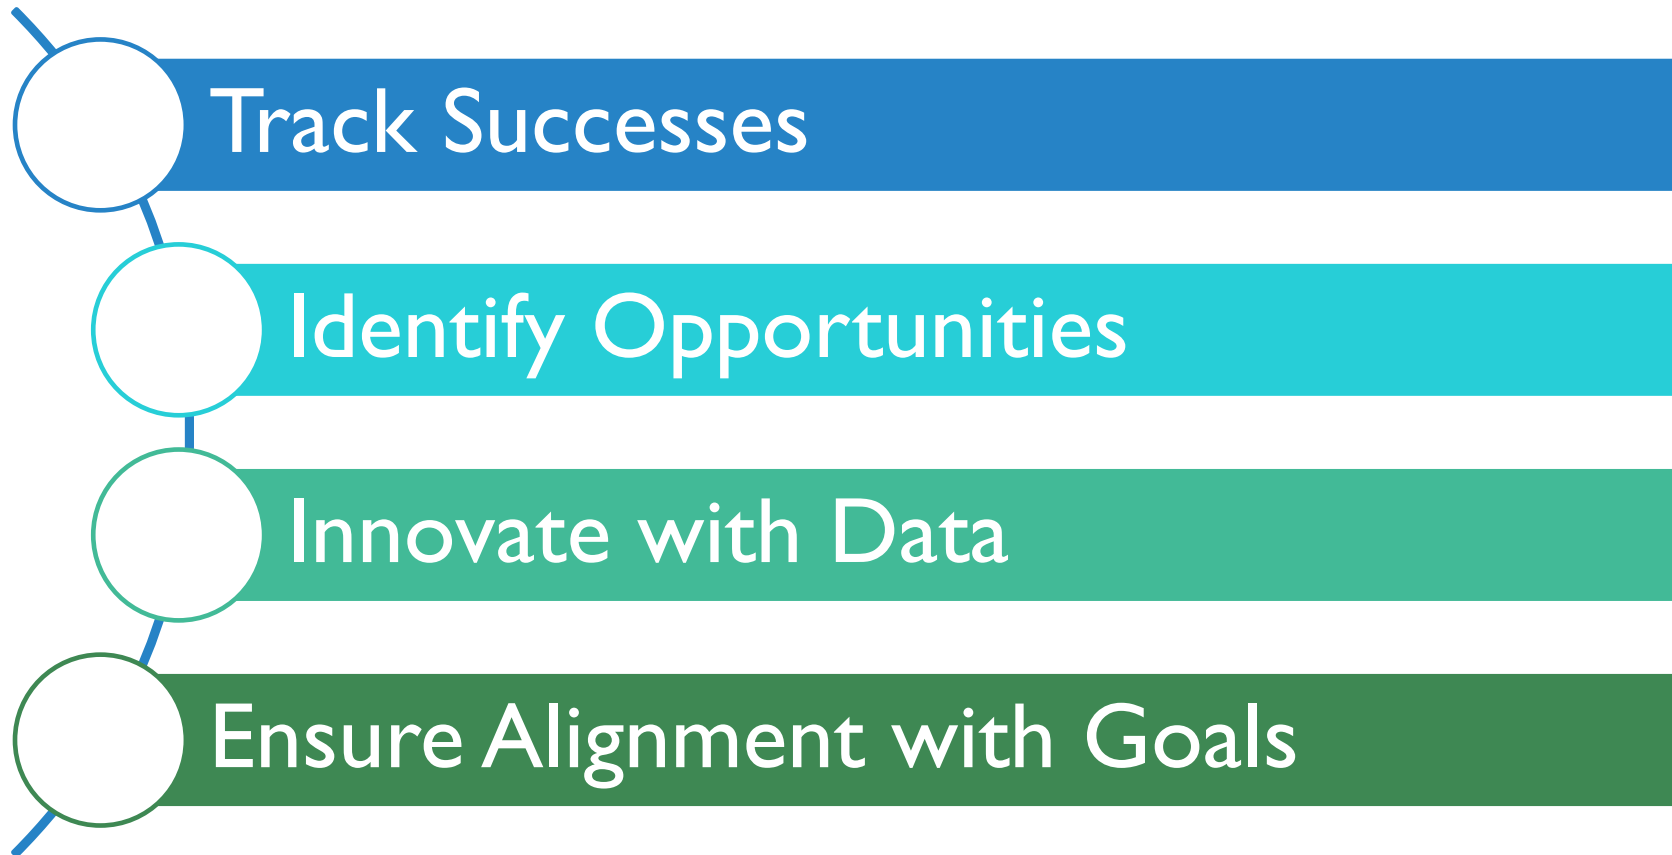 Track Successes
Identify Opportunities
Innovate with Data
Ensure Alignment with Goals